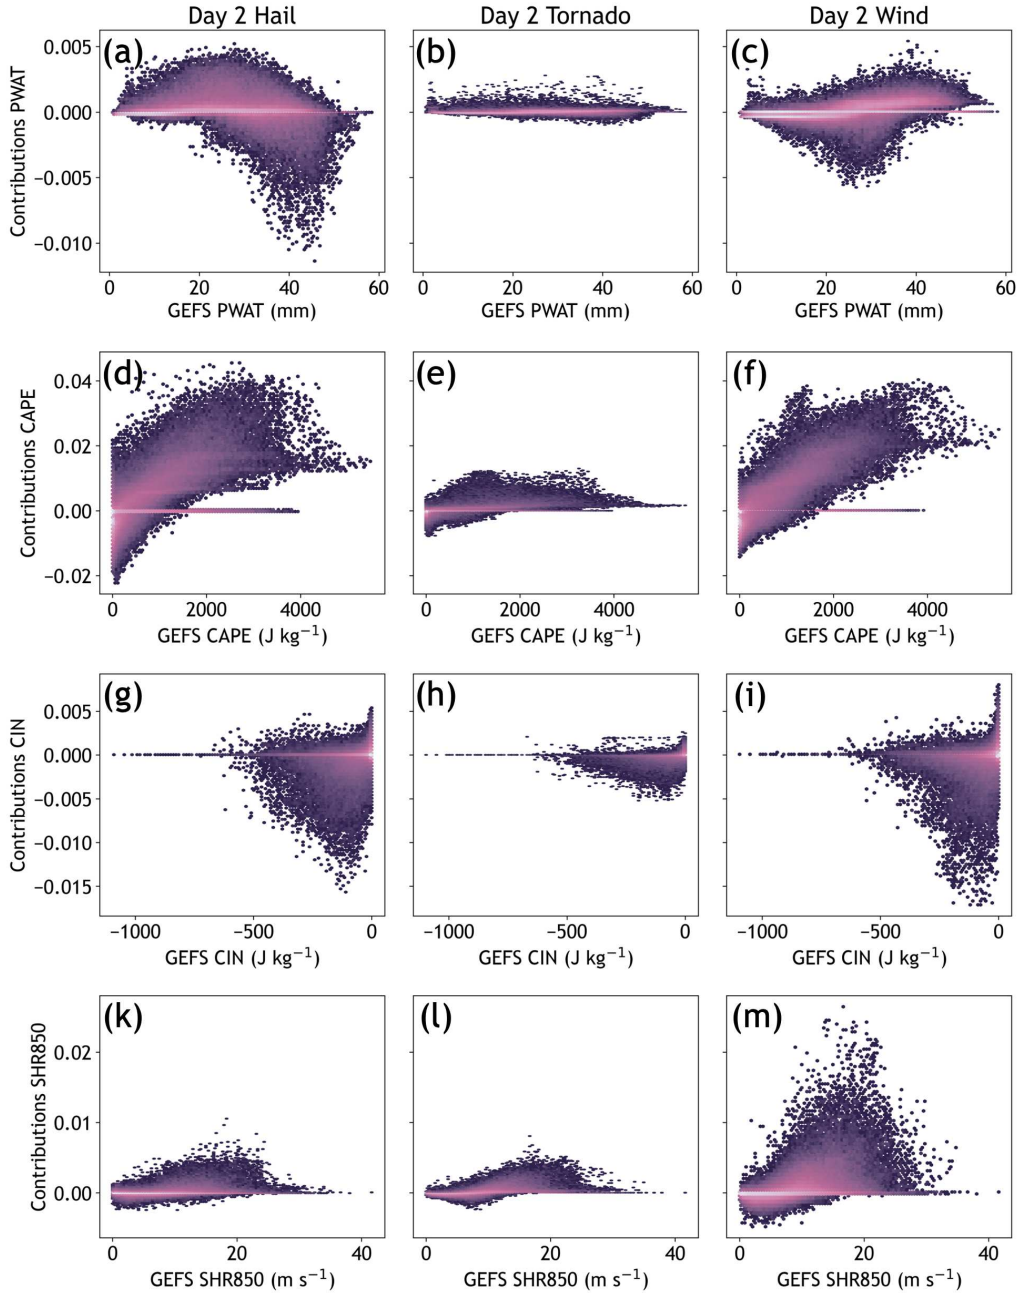 Day 2 Hail Day 2 Tornado Day 2 Wind
(a) (b) (c)
Contributions PWAT
0.005
0.000
−0.005
−0.010
0 20 40 60 0 20 40 60 0 20 40 60
GEFS PWAT (mm) GEFS PWAT (mm) GEFS PWAT (mm)
(d) (e) (f)
Contributions CAPE
0.04
0.02
0.00
−0.02
0 2000 4000 0 2000 4000 0 2000 4000
GEFS CAPE (J kg⁻¹) GEFS CAPE (J kg⁻¹) GEFS CAPE (J kg⁻¹)
(g) (h) (i)
Contributions CIN
0.005
0.000
−0.005
−0.010
−0.015
−1000 −500 0 −1000 −500 0 −1000 −500 0
GEFS CIN (J kg⁻¹) GEFS CIN (J kg⁻¹) GEFS CIN (J kg⁻¹)
(k) (l) (m)
Contributions SHR850
0.02
0.01
0.00
0 20 40 0 20 40 0 20 40
GEFS SHR850 (m s⁻¹) GEFS SHR850 (m s⁻¹) GEFS SHR850 (m s⁻¹)